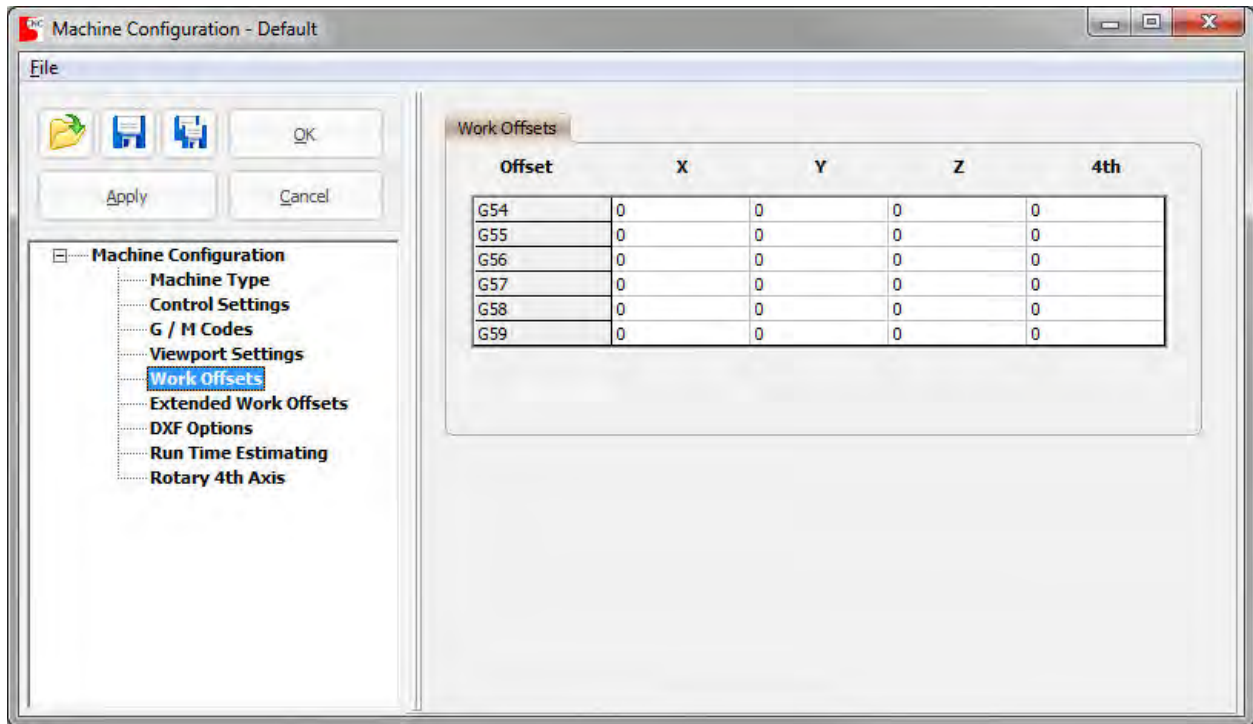 Machine Configuration - Default
File
OK
Apply Cancel
Machine Configuration
Machine Type
Control Settings
G / M Codes
Viewport Settings
Work Offsets
Extended Work Offsets
DXF Options
Run Time Estimating
Rotary 4th Axis
Work Offsets
Offset X Y Z 4th
G54 0 0 0 0
G55 0 0 0 0
G56 0 0 0 0
G57 0 0 0 0
G58 0 0 0 0
G59 0 0 0 0